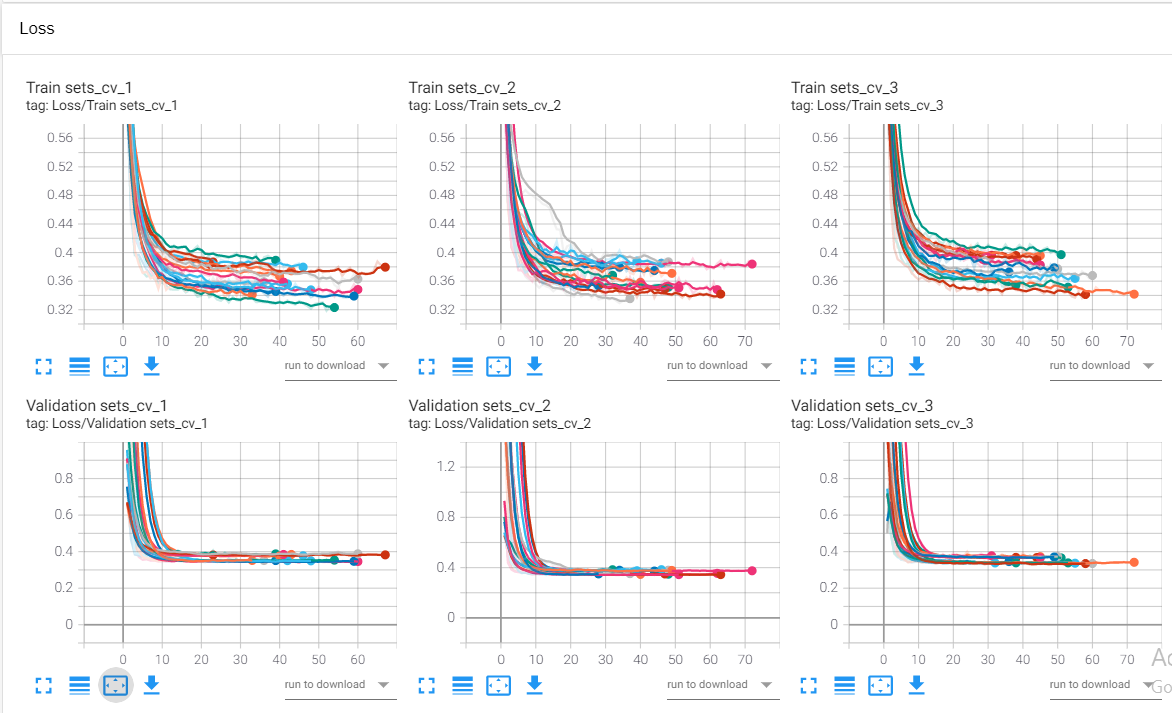 Loss
Train sets_cv_1
tag: Loss/Train sets_cv_1
0.56
0.52
0.48
0.44
0.4
0.36
0.32
0 10 20 30 40 50 60
run to download
Train sets_cv_2
tag: Loss/Train sets_cv_2
0.56
0.52
0.48
0.44
0.4
0.36
0.32
0 10 20 30 40 50 60 70
run to download
Train sets_cv_3
tag: Loss/Train sets_cv_3
0.56
0.52
0.48
0.44
0.4
0.36
0.32
0 10 20 30 40 50 60 70
run to download
Validation sets_cv_1
tag: Loss/Validation sets_cv_1
0.8
0.6
0.4
0.2
0
0 10 20 30 40 50 60
run to download
Validation sets_cv_2
tag: Loss/Validation sets_cv_2
1.2
0.8
0.4
0
0 10 20 30 40 50 60 70
run to download
Validation sets_cv_3
tag: Loss/Validation sets_cv_3
0.8
0.6
0.4
0.2
0
0 10 20 30 40 50 60 70
run to download